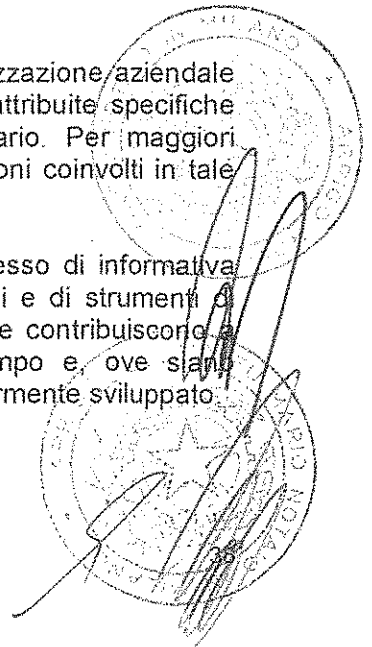 zzazione aziendale
attribuite specifiche
ario. Per maggiori
oni coinvolti in tale
esso di informativa
i e di strumenti di
e contribuiscono a
mpo e, ove siano
rmente sviluppato.